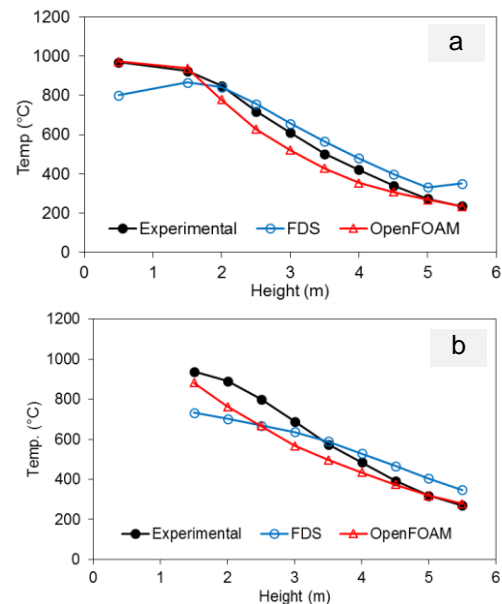 1200
a
1000
800
Temp (°C)
600
400
200
Experimental FDS OpenFOAM
0
0 1 2 3 4 5 6
Height (m)
1200
b
1000
800
Temp. (°C)
600
400
200
Experimental FDS OpenFOAM
0
0 1 2 3 4 5 6
Height (m)